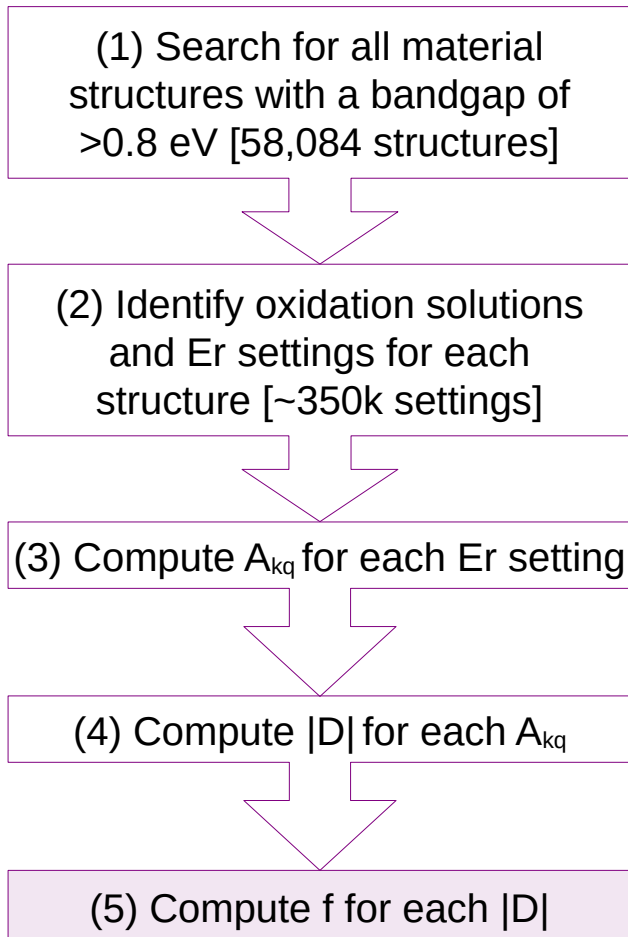 (1) Search for all material
structures with a bandgap of
>0.8 eV [58,084 structures]
(2) Identify oxidation solutions
and Er settings for each
structure [~350k settings]
(3) Compute Akq for each Er setting
(4) Compute |D| for each Akq
(5) Compute f for each |D|